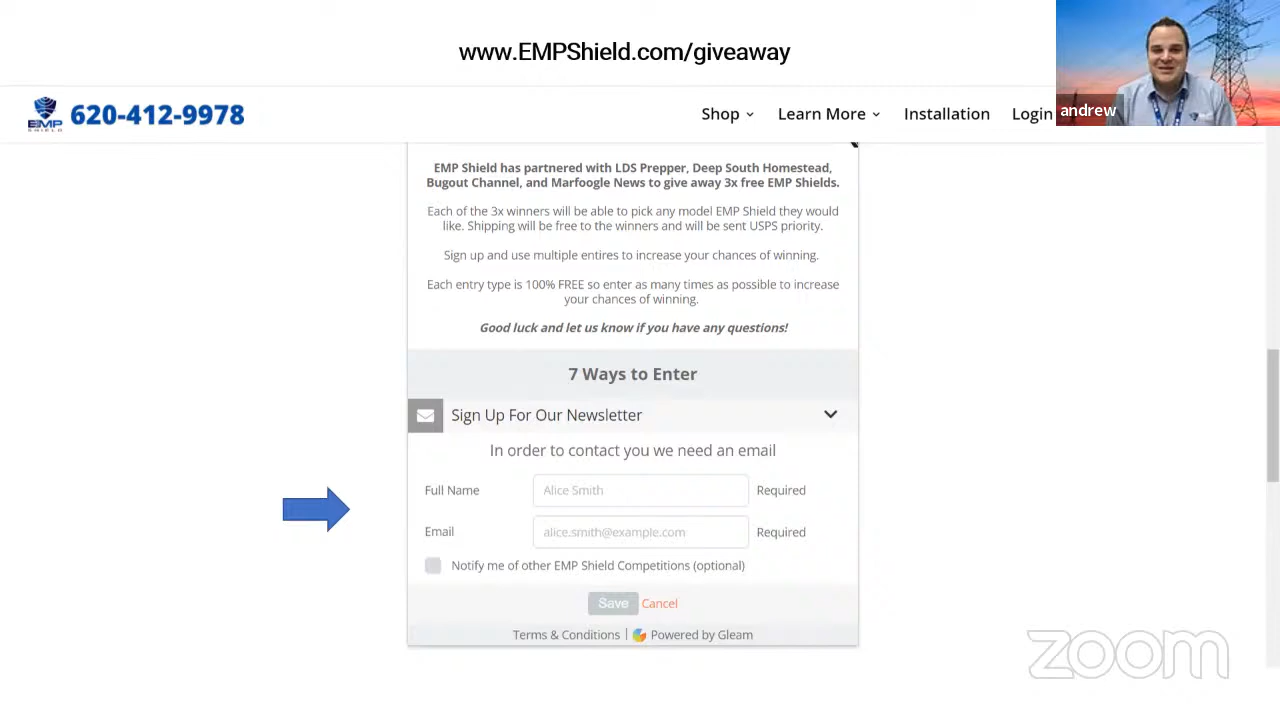 www.EMPShield.com/giveaway
EMP
SHIELD
620-412-9978
Shop
Learn More
Installation
Login
andrew
EMP Shield has partnered with LDS Prepper, Deep South Homestead,
Bugout Channel, and Marfoogle News to give away 3x free EMP Shields.
Each of the 3x winners will be able to pick any model EMP Shield they would
like. Shipping will be free to the winners and will be sent USPS priority.
Sign up and use multiple entires to increase your chances of winning.
Each entry type is 100% FREE so enter as many times as possible to increase
your chances of winning.
Good luck and let us know if you have any questions!
7 Ways to Enter
Sign Up For Our Newsletter
In order to contact you we need an email
Full Name Alice Smith Required
Email alice.smith@example.com Required
Notify me of other EMP Shield Competitions (optional)
Save Cancel
Terms & Conditions | Powered by Gleam
zoom